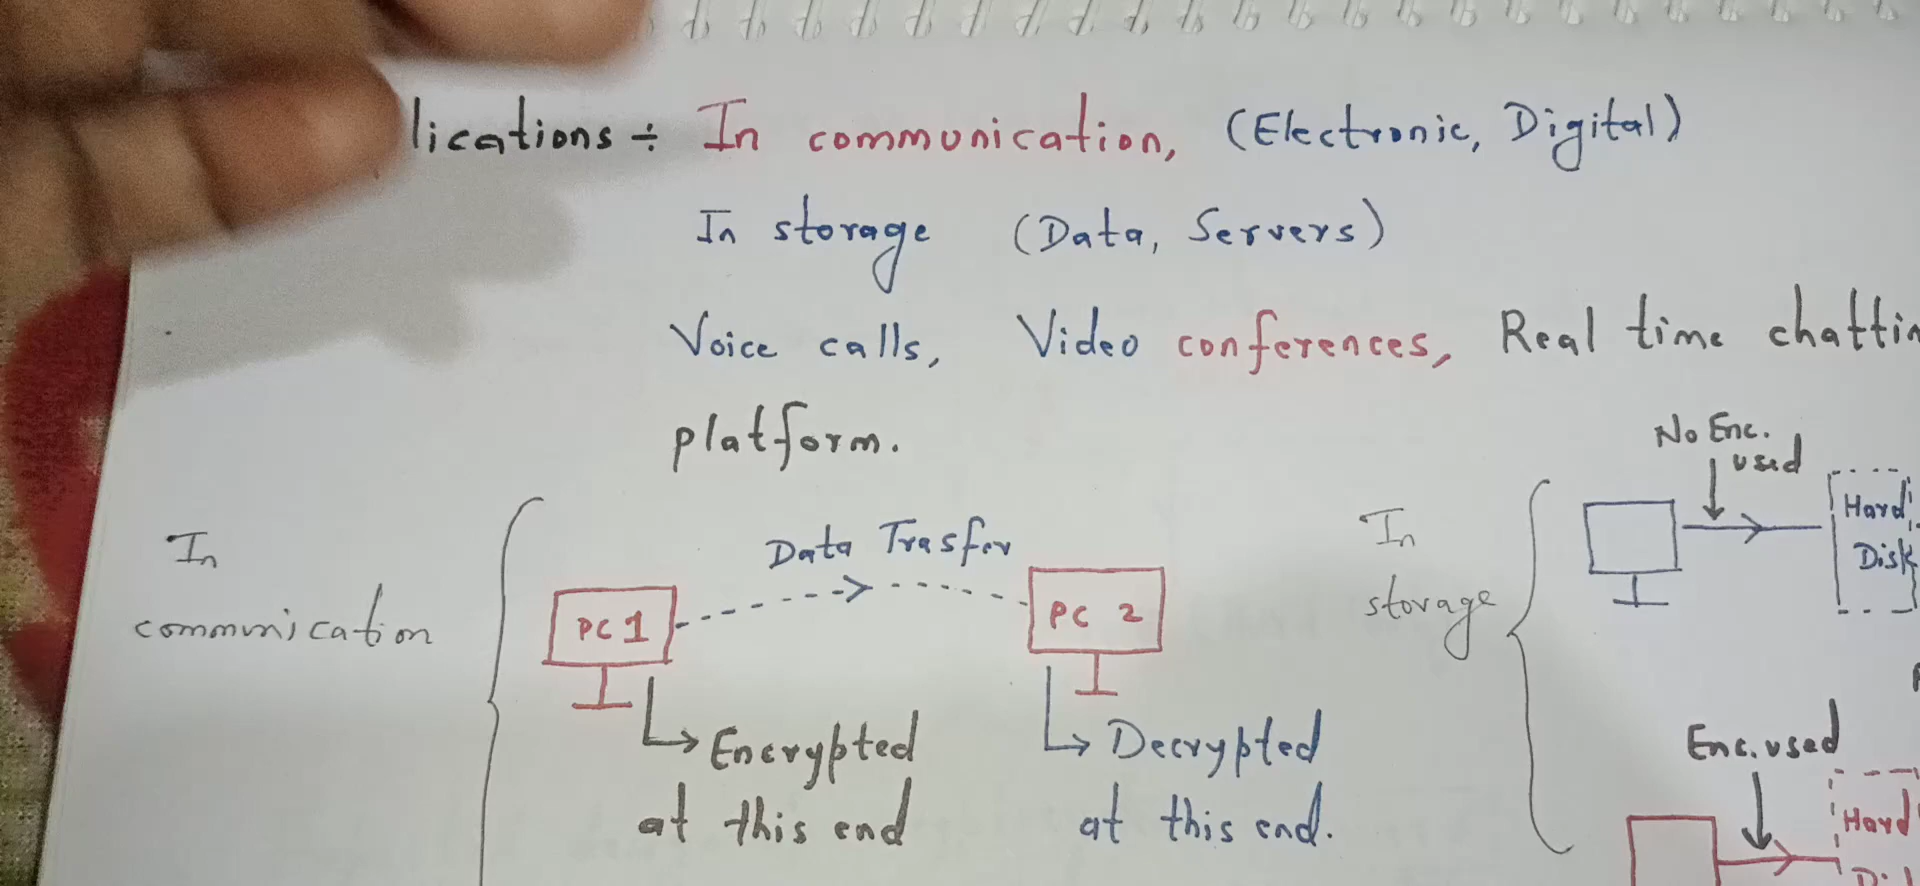 lications ÷ In communication, (Electronic, Digital)
In storage (Data, Servers)
Voice calls, Video conferences, Real time chattin
platform.
In
communication
Data Trasfer
PC 1
PC 2
Encrypted
at this end
Decrypted
at this end.
In
storage
No Enc.
used
Hard
Disk
Enc. used
Hard